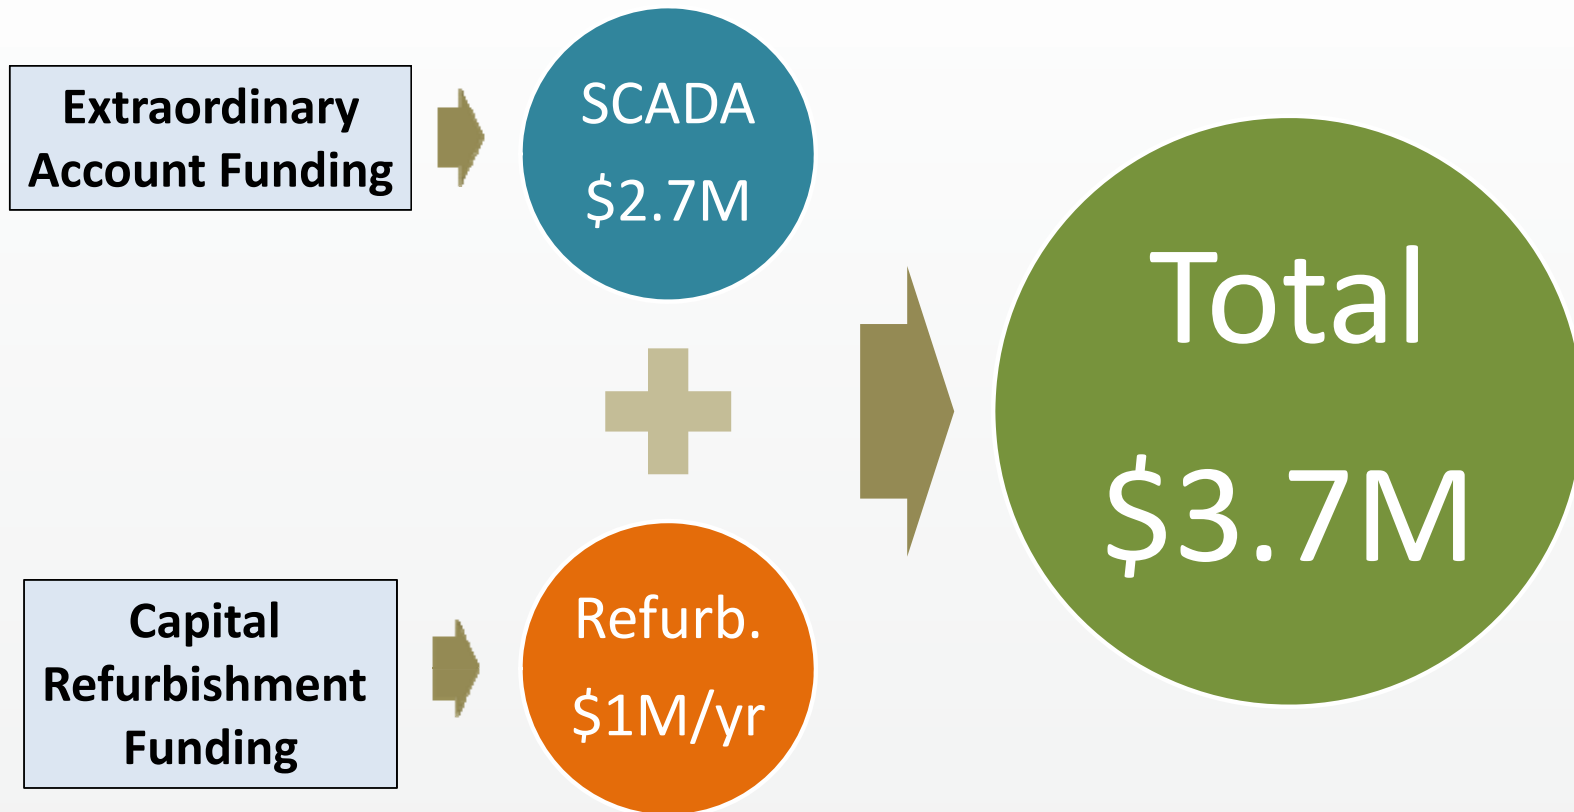 Extraordinary
Account Funding
SCADA
$2.7M
Capital
Refurbishment
Funding
Refurb.
$1M/yr
Total
$3.7M